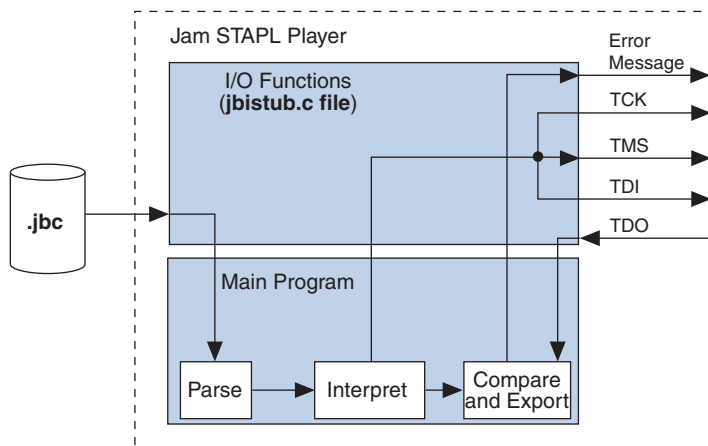 Jam STAPL Player
Error
Message
I/O Functions
(jbistub.c file)
TCK
TMS
TDI
TDO
.jbc
Main Program
Parse
Interpret
Compare
and Export